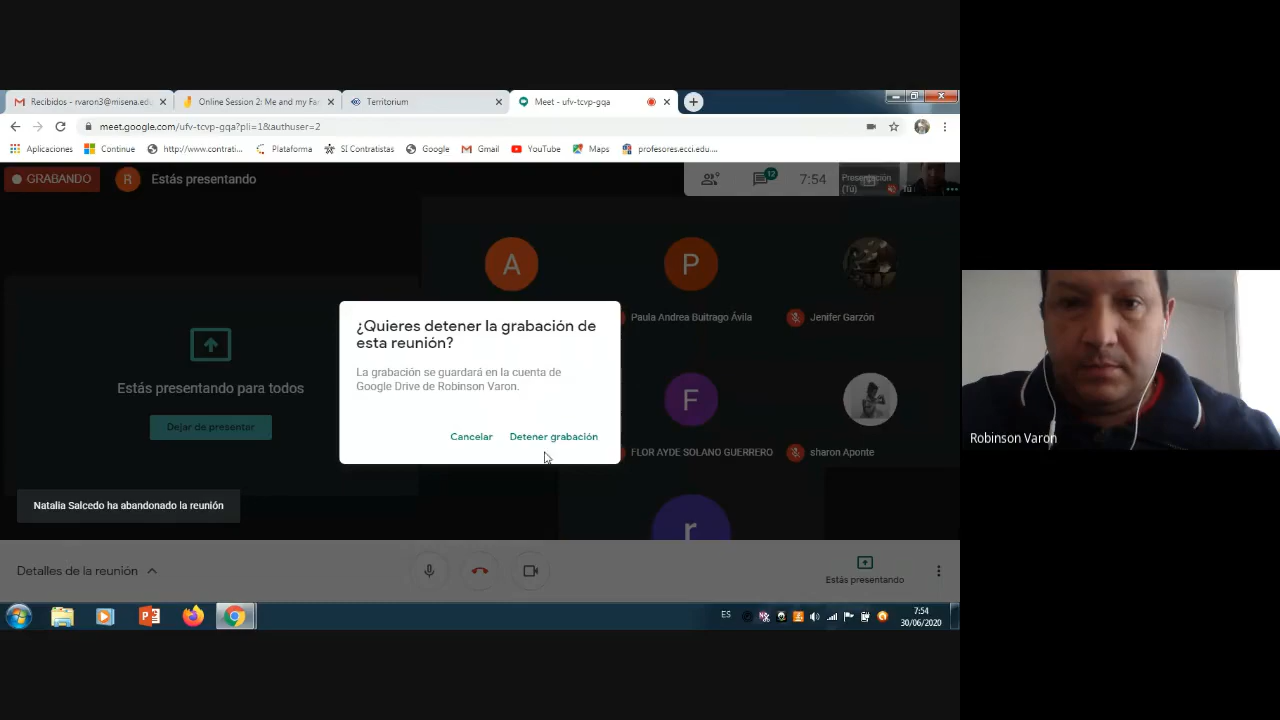 Recibidos - rvaron3@misena.edu
Online Session 2: Me and my Fa
Territorium
Meet - ufv-tcvp-gqa
meet.google.com/ufv-tcvp-gqa?pli=1&authuser=2
Aplicaciones
Continue
http://www.contrati...
Plataforma
SI Contratistas
Google
Gmail
YouTube
Maps
profesores.ecci.edu....
GRABANDO
R
Estás presentando
12
7:54
Presentación
(Tú)
Tú
A
P
Paula Andrea Buitrago Ávila
Jenifer Garzón
¿Quieres detener la grabación de
esta reunión?
La grabación se guardará en la cuenta de
Google Drive de Robinson Varon.
Cancelar
Detener grabación
Estás presentando para todos
Dejar de presentar
F
FLOR AYDE SOLANO GUERRERO
sharon Aponte
Robinson Varon
Natalia Salcedo ha abandonado la reunión
r
Detalles de la reunión
Estás presentando
ES
7:54
30/06/2020